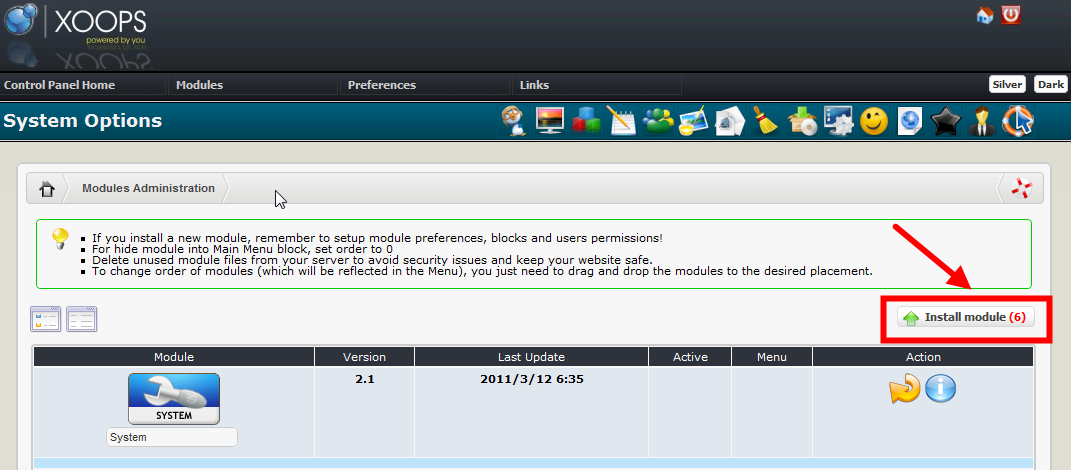 XOOPS
powered by you
Control Panel Home Modules Preferences Links Silver Dark
System Options
Modules Administration
If you install a new module, remember to setup module preferences, blocks and users permissions!
For hide module into Main Menu block, set order to 0
Delete unused module files from your server to avoid security issues and keep your website safe.
To change order of modules (which will be reflected in the Menu), you just need to drag and drop the modules to the desired placement.
Install module (6)
Module Version Last Update Active Menu Action
2.1 2011/3/12 6:35
SYSTEM
System